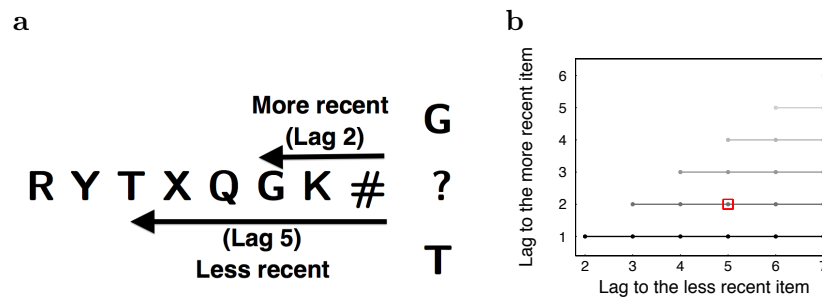 a
More recent
(Lag 2)
G
R Y T X Q G K # ?
(Lag 5)
Less recent
T
b
Lag to the more recent item
6
5
4
3
2
1
2 3 4 5 6 7
Lag to the less recent item